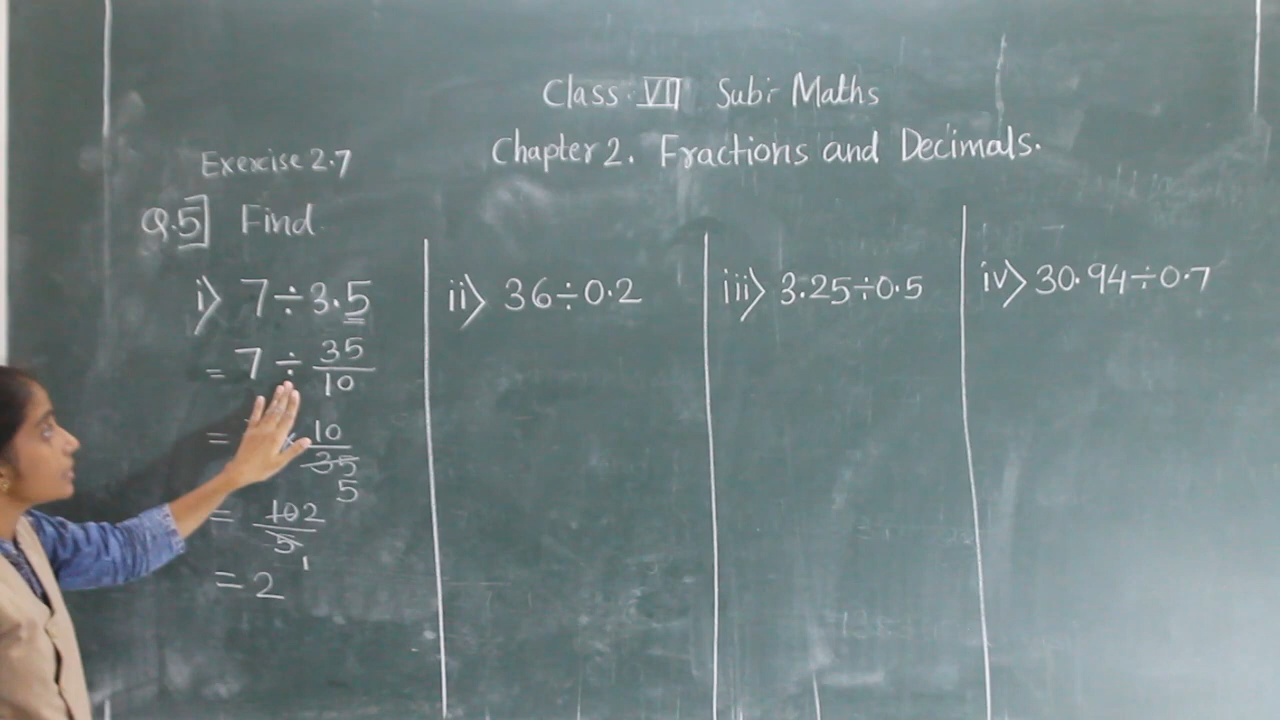 Class. VII Sub:- Maths
Chapter 2. Fractions and Decimals.
Exercise 2.7
Q.5] Find.
i) 7÷3.5
= 7 ÷ 35/10
= × 10/35 5
= 10 2/5 1
= 2
ii) 36÷0.2
iii) 3.25÷0.5
iv) 30.94÷0.7